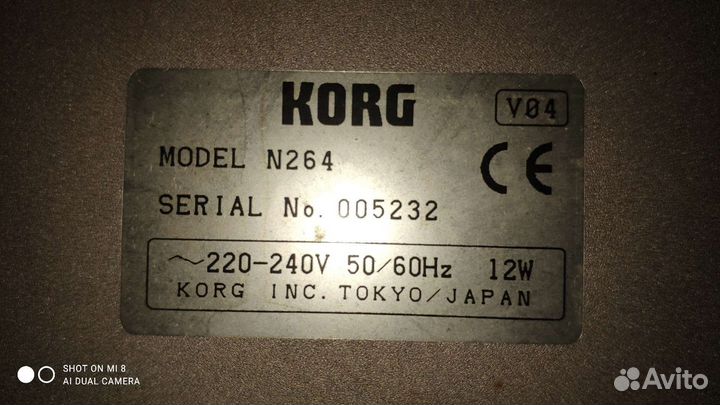 KORG
V04
MODEL N264
SERIAL No. 005232
~220-240V 50/60Hz 12W
KORG INC. TOKYO/JAPAN
SHOT ON MI 8
AI DUAL CAMERA
Avito